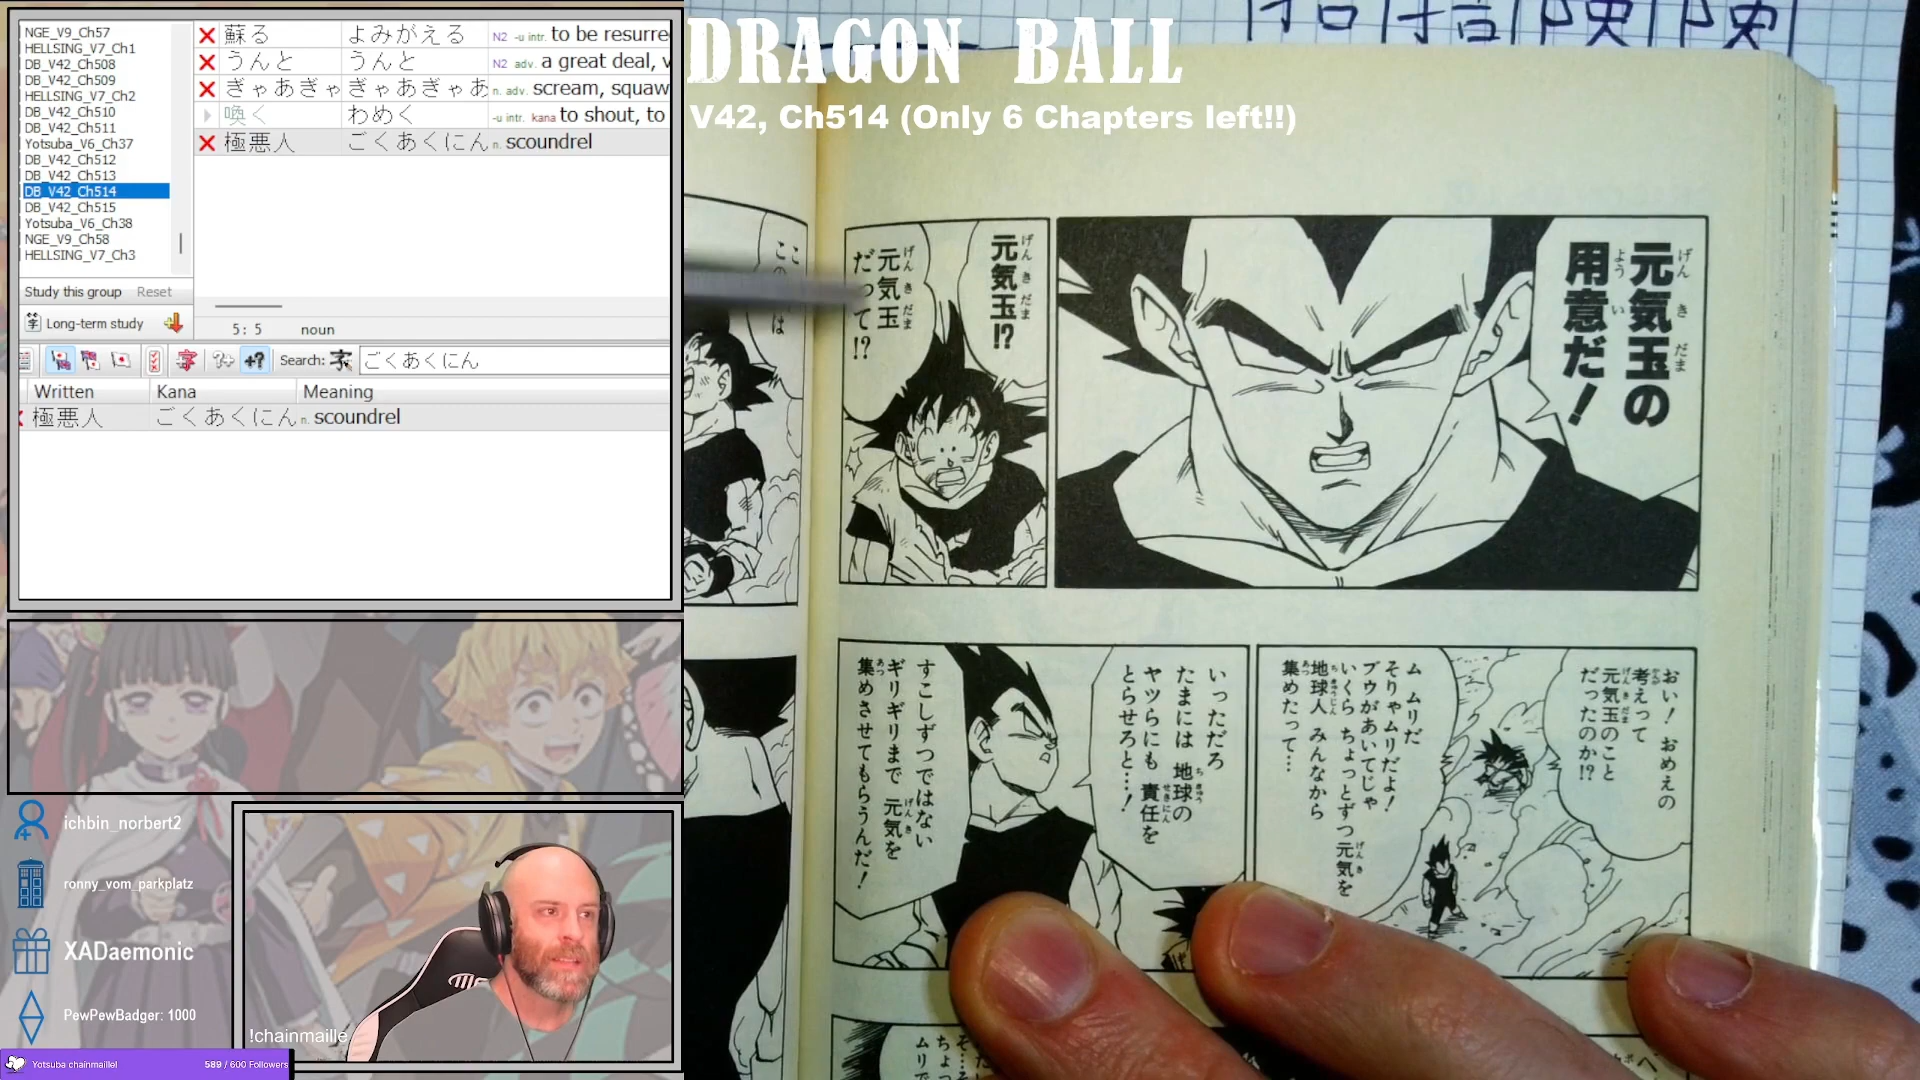 NGE_V9_Ch57
HELLSING_V7_Ch1
DB_V42_Ch508
DB_V42_Ch509
HELLSING_V7_Ch2
DB_V42_Ch510
DB_V42_Ch511
Yotsuba_V6_Ch37
DB_V42_Ch512
DB_V42_Ch513
DB_V42_Ch514
DB_V42_Ch515
Yotsuba_V6_Ch38
NGE_V9_Ch58
HELLSING_V7_Ch3
Study this group Reset
Long-term study
蘇る よみがえる N2 -u intr. to be resurre
うんと うんと N2 adv. a great deal, v
ぎゃあぎゃ ぎゃあぎゃあ n. adv. scream, squaw
喚く わめく -u intr. kana to shout, to
極悪人 ごくあくにん n. scoundrel
5: 5 noun
Search: ごくあくにん
Written Kana Meaning
極悪人 ごくあくにん n. scoundrel
DRAGON BALL
V42, Ch514 (Only 6 Chapters left!!)
元気玉の
用意だ!
元気玉!?
元気玉
だって!?
おい!おめえの
考えって
元気玉のこと
だったのか!?
ム ムリだ
そりゃムリだよ!
ブウがあいてじゃ
いくら ちょっとずつ元気を
地球人 みんなから
集めたって…
いっただろ
たまには 地球の
ヤツらにも 責任を
とらせろと…!
すこしずつではない
ギリギリまで 元気を
集めさせてもらうんだ!
ichbin_norbert2
ronny_vom_parkplatz
XADaemonic
PewPewBadger: 1000
!chainmaille
Yotsuba chainmaille!
589 / 600 Followers